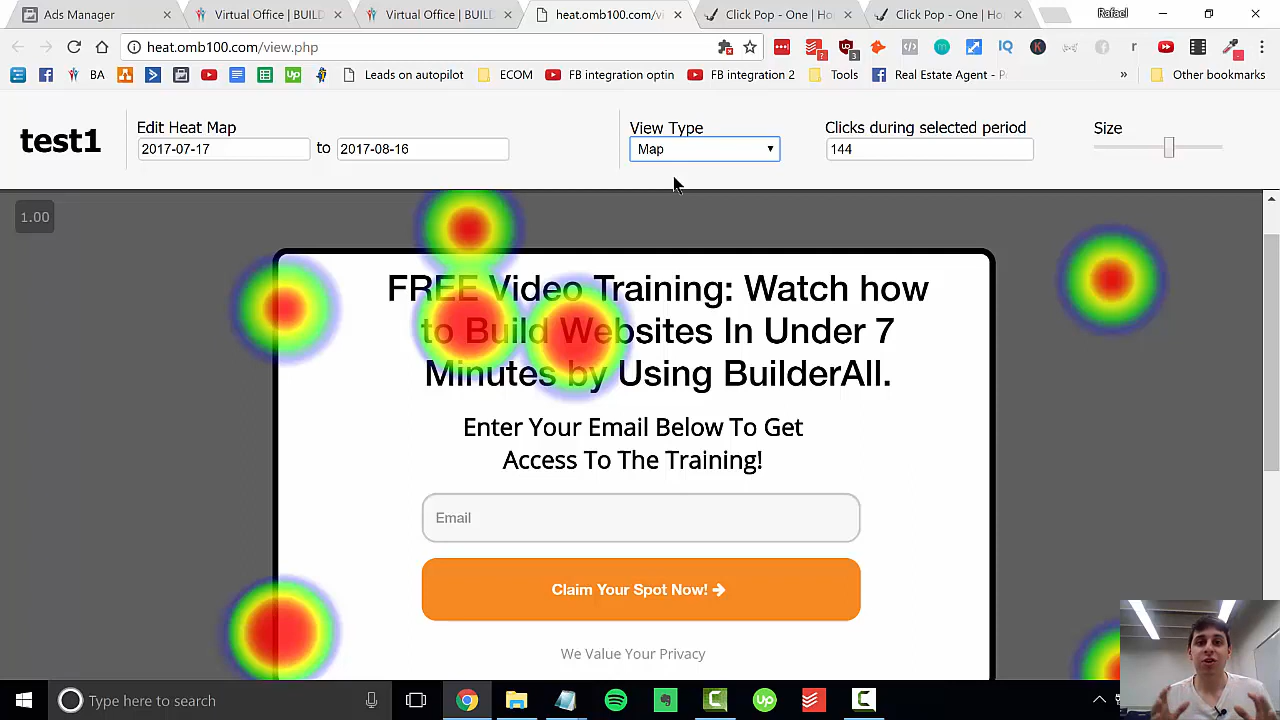 Ads Manager
Virtual Office | BUILD
Virtual Office | BUILD
heat.omb100.com/vi
Click Pop - One | Ho
Click Pop - One | Ho
Rafael
heat.omb100.com/view.php
BA
Leads on autopilot
ECOM
FB integration optin
FB integration 2
Tools
Real Estate Agent - P
»
Other bookmarks
test1
Edit Heat Map
2017-07-17 to 2017-08-16
View Type
Map
Clicks during selected period
144
Size
1.00
FREE Video Training: Watch how
to Build Websites In Under 7
Minutes by Using BuilderAll.
Enter Your Email Below To Get
Access To The Training!
Email
Claim Your Spot Now!
We Value Your Privacy
Type here to search